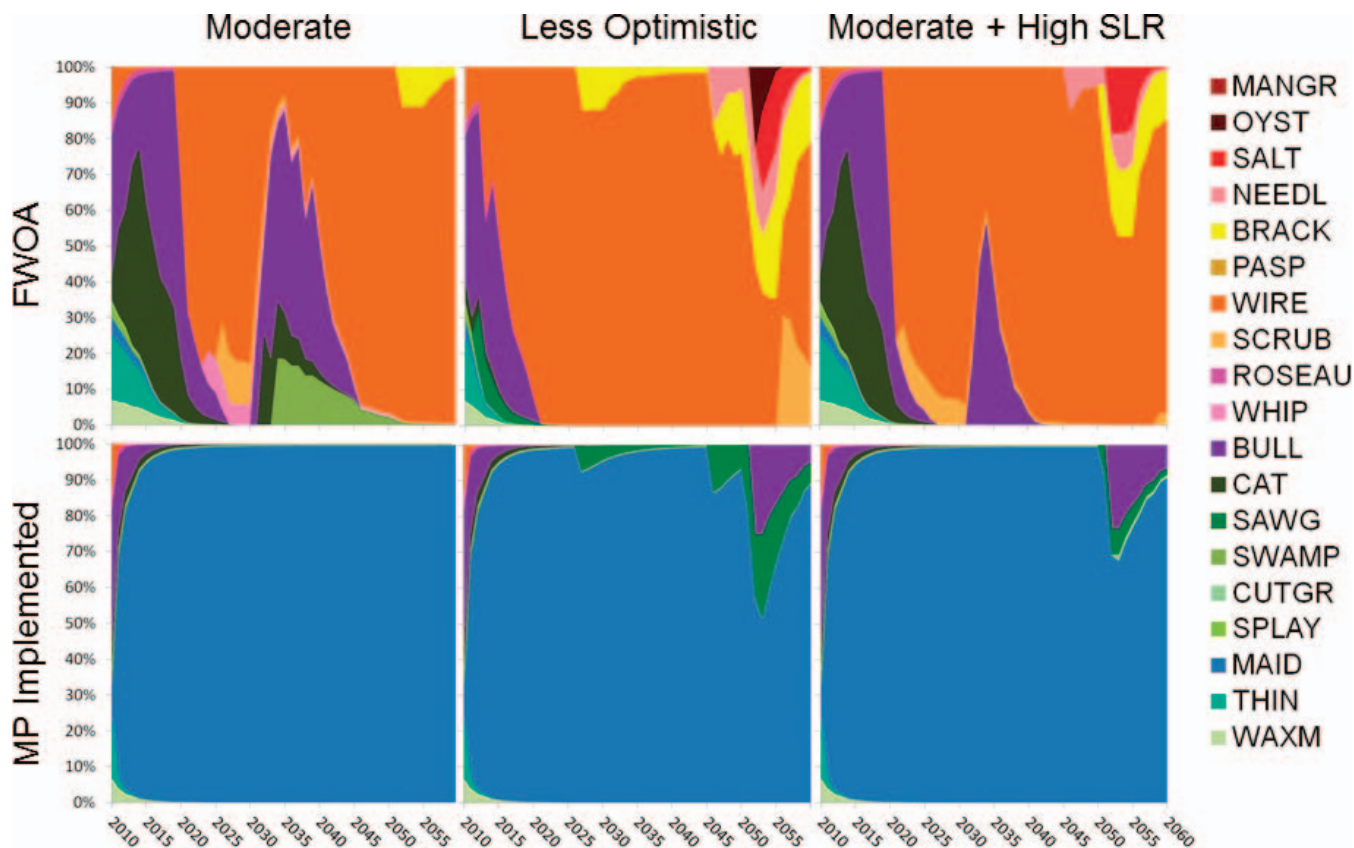 Moderate
Less Optimistic
Moderate + High SLR
FWOA
100%
90%
80%
70%
60%
50%
40%
30%
20%
10%
0%
MP Implemented
100%
90%
80%
70%
60%
50%
40%
30%
20%
10%
0%
2010 2015 2020 2025 2030 2035 2040 2045 2050 2055
2010 2015 2020 2025 2030 2035 2040 2045 2050 2055
2010 2015 2020 2025 2030 2035 2040 2045 2050 2055 2060
MANGR
OYST
SALT
NEEDL
BRACK
PASP
WIRE
SCRUB
ROSEAU
WHIP
BULL
CAT
SAWG
SWAMP
CUTGR
SPLAY
MAID
THIN
WAXM